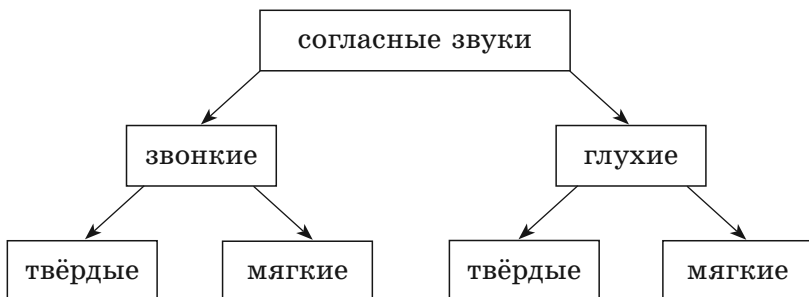 согласные звуки
звонкие глухие
твёрдые мягкие твёрдые мягкие